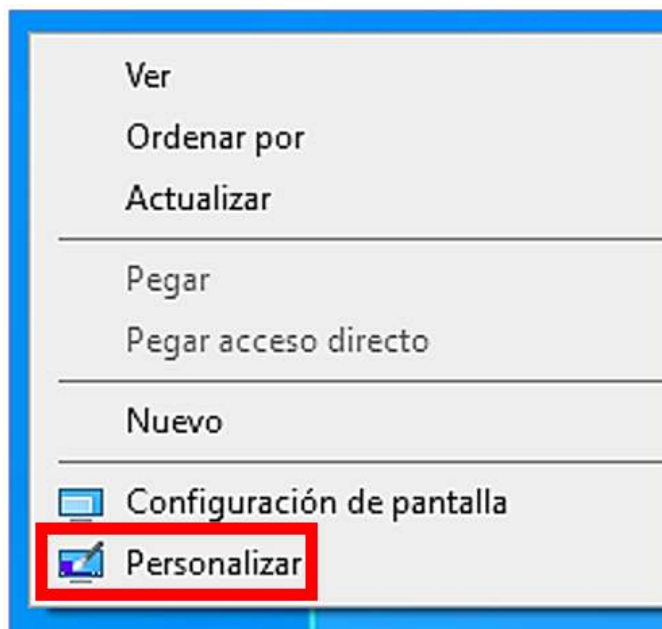 Ver
Ordenar por
Actualizar
Pegar
Pegar acceso directo
Nuevo
Configuración de pantalla
Personalizar